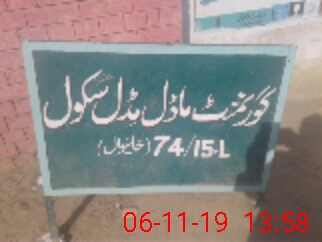 گورنمنٹ ماڈل مڈل سکول
74/15-L (خانیوال)
06-11-19 13:58